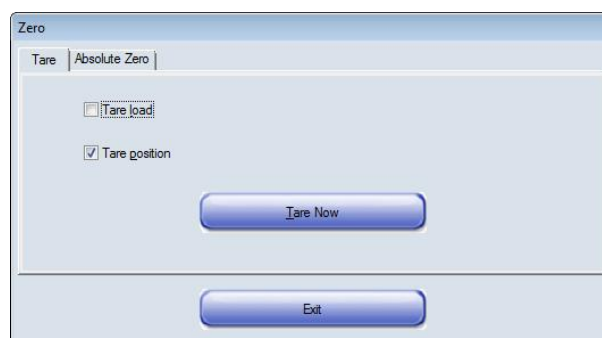 Zero
Tare Absolute Zero
Tare load
Tare position
Tare Now
Exit